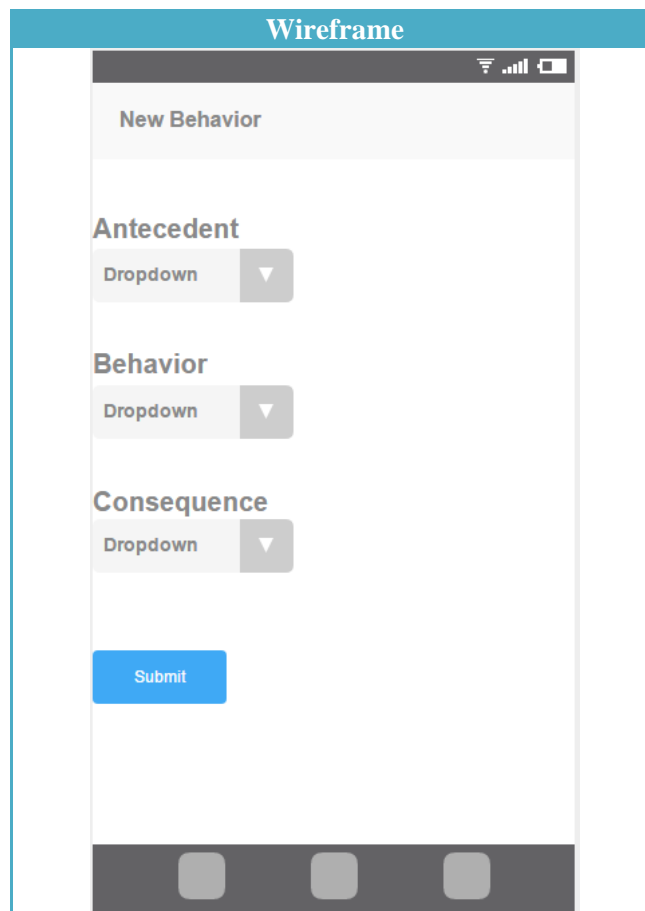 Wireframe
New Behavior
Antecedent
Dropdown
Behavior
Dropdown
Consequence
Dropdown
Submit